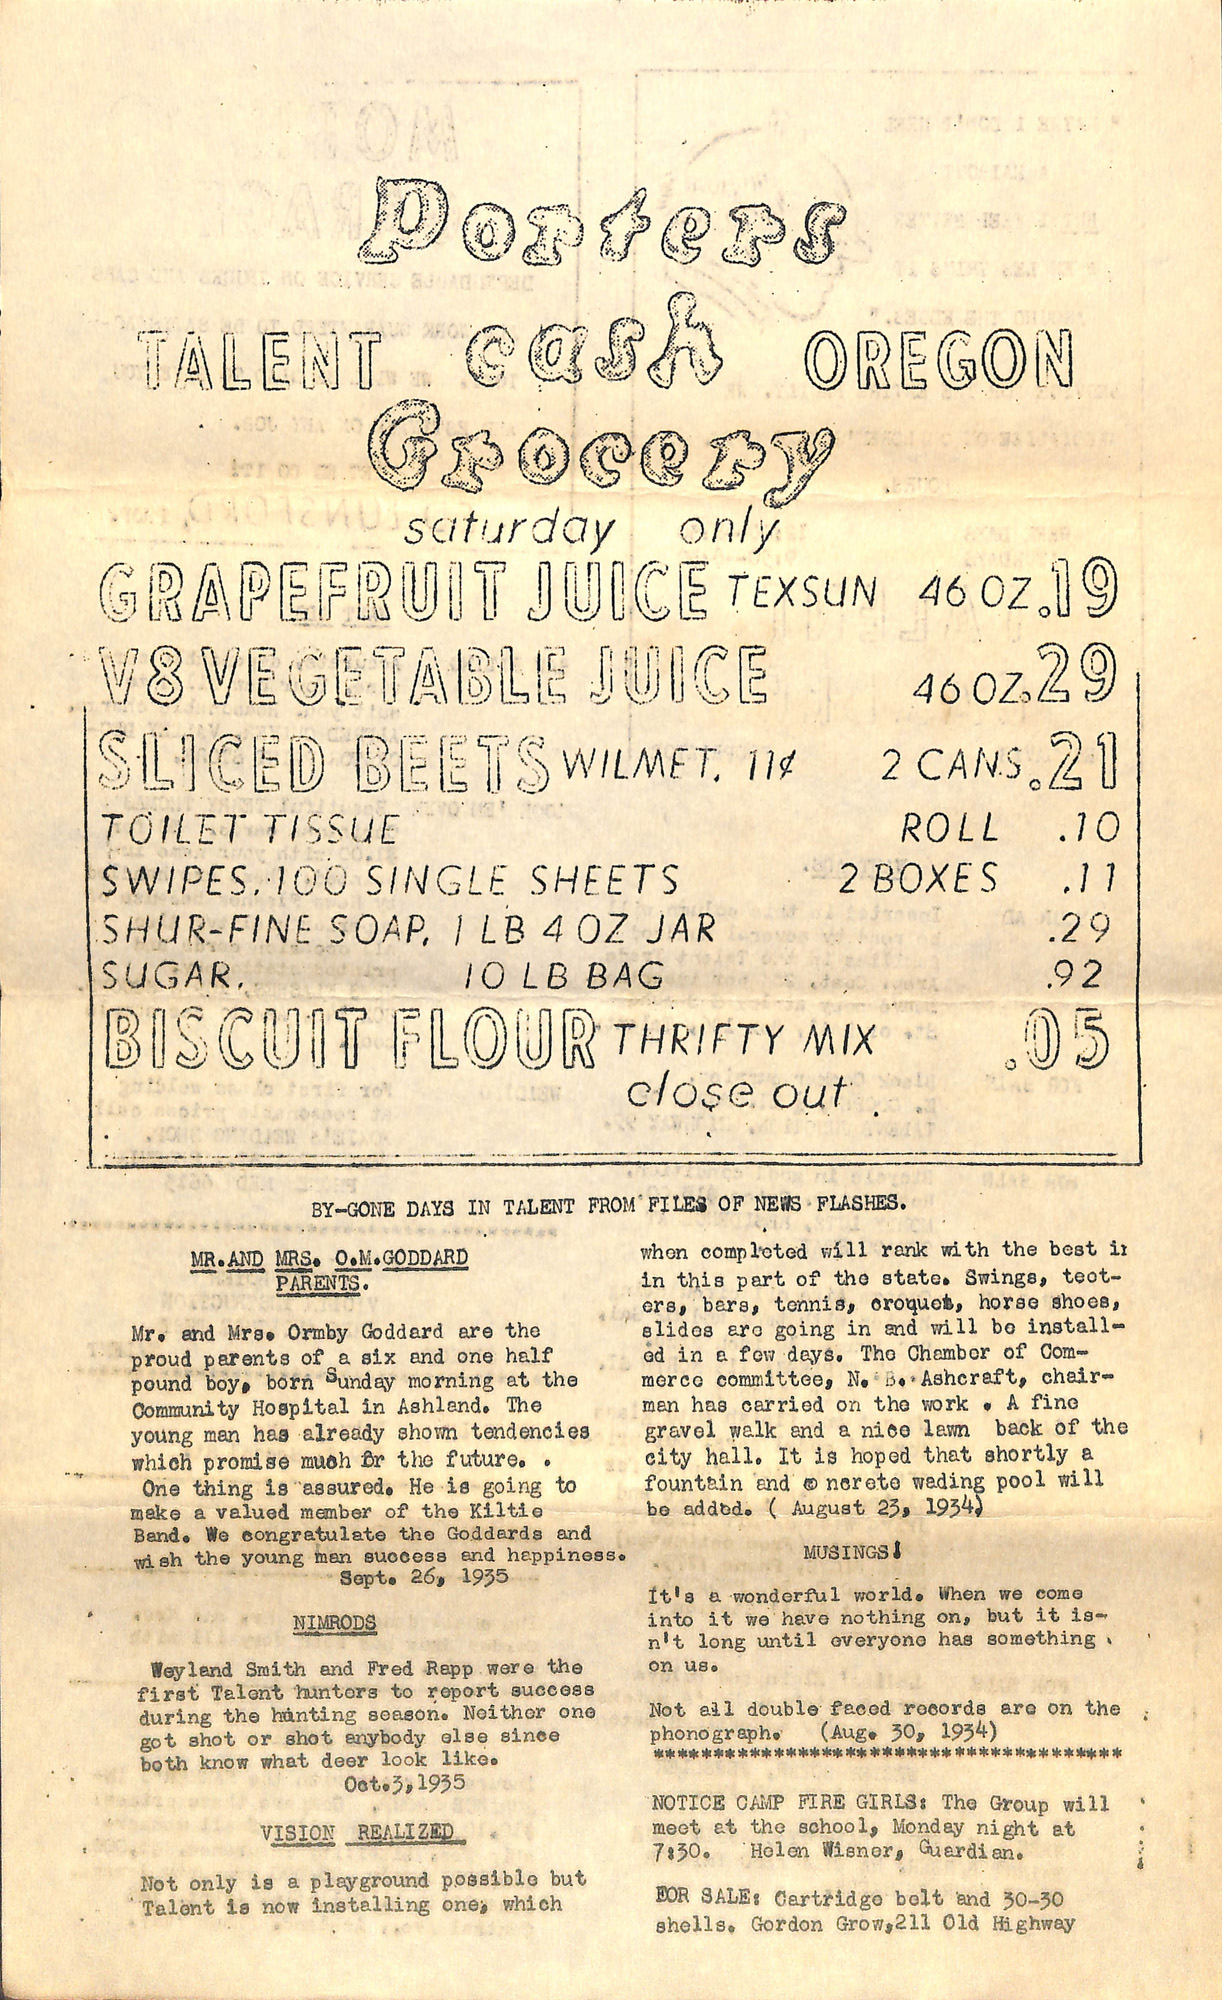 Porters
TALENT cash OREGON
Grocery
saturday only
GRAPEFRUIT JUICE TEXSUN 46 OZ .19
V8 VEGETABLE JUICE 46 OZ .29
SLICED BEETS WILMET. 11¢ 2 CANS .21
TOILET TISSUE ROLL .10
SWIPES. 100 SINGLE SHEETS 2 BOXES .11
SHUR-FINE SOAP. 1 LB 4 OZ JAR .29
SUGAR. 10 LB BAG .92
BISCUIT FLOUR THRIFTY MIX .05
close out
BY-GONE DAYS IN TALENT FROM FILES OF NEWS FLASHES.
MR.AND MRS. O.M.GODDARD
PARENTS.
Mr. and Mrs. Ormby Goddard are the
proud parents of a six and one half
pound boy, born Sunday morning at the
Community Hospital in Ashland. The
young man has already shown tendencies
which promise much for the future. .
One thing is assured. He is going to
make a valued member of the Kiltie
Band. We congratulate the Goddards and
wish the young man success and happiness.
Sept. 26, 1935
NIMRODS
Weyland Smith and Fred Rapp were the
first Talent hunters to report success
during the hunting season. Neither one
got shot or shot anybody else since
both know what deer look like.
Oct.3,1935
VISION REALIZED
Not only is a playground possible but
Talent is now installing one, which
when completed will rank with the best in
in this part of the state. Swings, teet-
ers, bars, tennis, croquet, horse shoes,
slides are going in and will be install-
ed in a few days. The Chamber of Com-
merce committee, N. B. Ashcraft, chair-
man has carried on the work . A fine
gravel walk and a nice lawn back of the
city hall. It is hoped that shortly a
fountain and concrete wading pool will
be added. ( August 23, 1934)
MUSINGS!
It's a wonderful world. When we come
into it we have nothing on, but it is-
n't long until everyone has something
on us.
Not all double faced records are on the
phonograph. (Aug. 30, 1934)
***************************************
NOTICE CAMP FIRE GIRLS: The Group will
meet at the school, Monday night at
7:30. Helen Wisner, Guardian.
FOR SALE: Cartridge belt and 30-30
shells. Gordon Grow,211 Old Highway